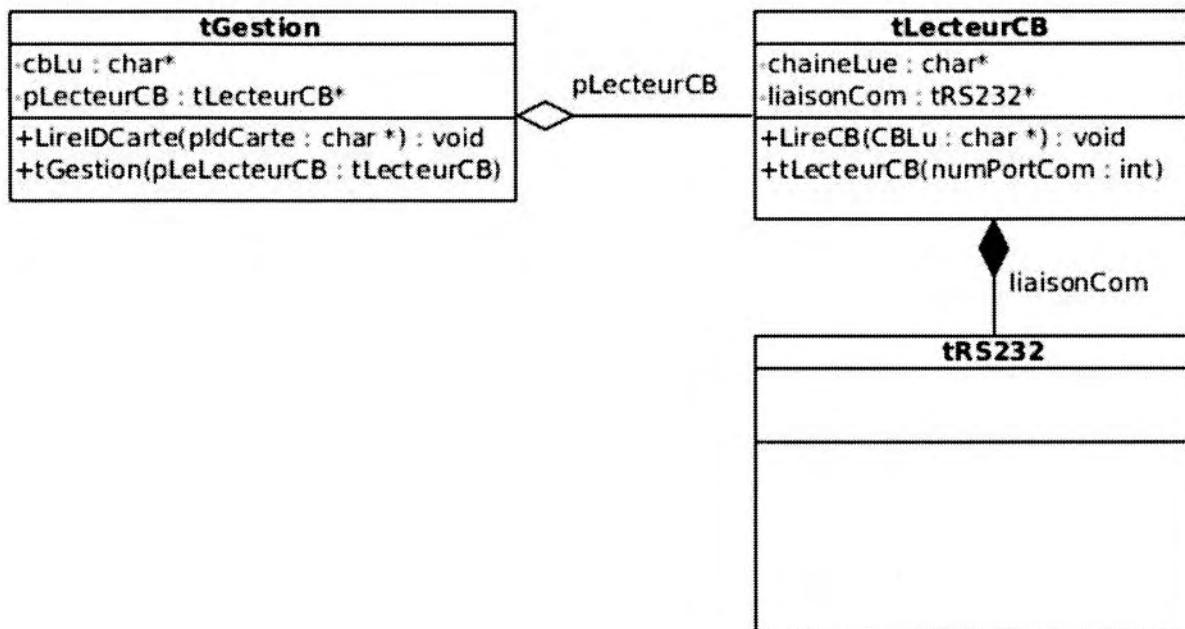 tGestion
-cbLu : char*
-pLecteurCB : tLecteurCB*
+LireIDCarte(pIdCarte : char *) : void
+tGestion(pLeLecteurCB : tLecteurCB)
pLecteurCB
tLecteurCB
-chaineLue : char*
-liaisonCom : tRS232*
+LireCB(CBLu : char *) : void
+tLecteurCB(numPortCom : int)
liaisonCom
tRS232